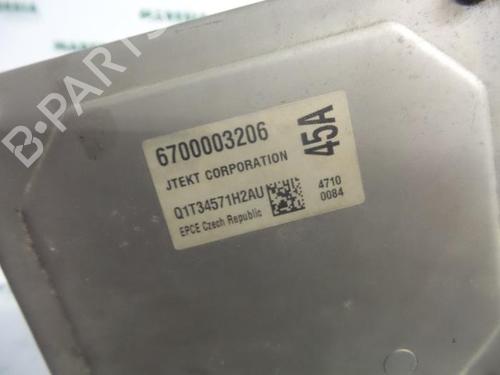 B-PARTS
6700003206
45A
JTEKT CORPORATION
Q1T34571H2AU
4710
0084
EPCE Czech Republic